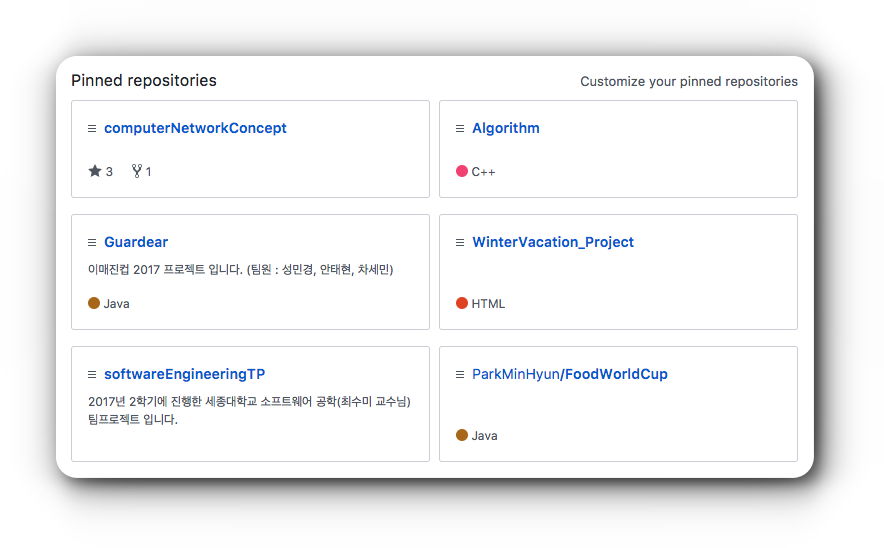 Pinned repositories
Customize your pinned repositories
computerNetworkConcept
3 1
Algorithm
C++
Guardear
이매진컵 2017 프로젝트 입니다. (팀원 : 성민경, 안태현, 차세민)
Java
WinterVacation_Project
HTML
softwareEngineeringTP
2017년 2학기에 진행한 세종대학교 소프트웨어 공학(최수미 교수님)
팀프로젝트 입니다.
ParkMinHyun/FoodWorldCup
Java